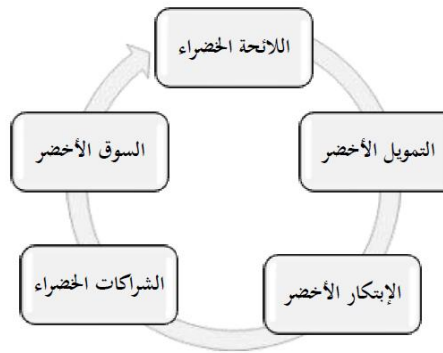 اللائحة الخضراء
التمويل الأخضر
الإبتكار الأخضر
الشراكات الخضراء
السوق الأخضر